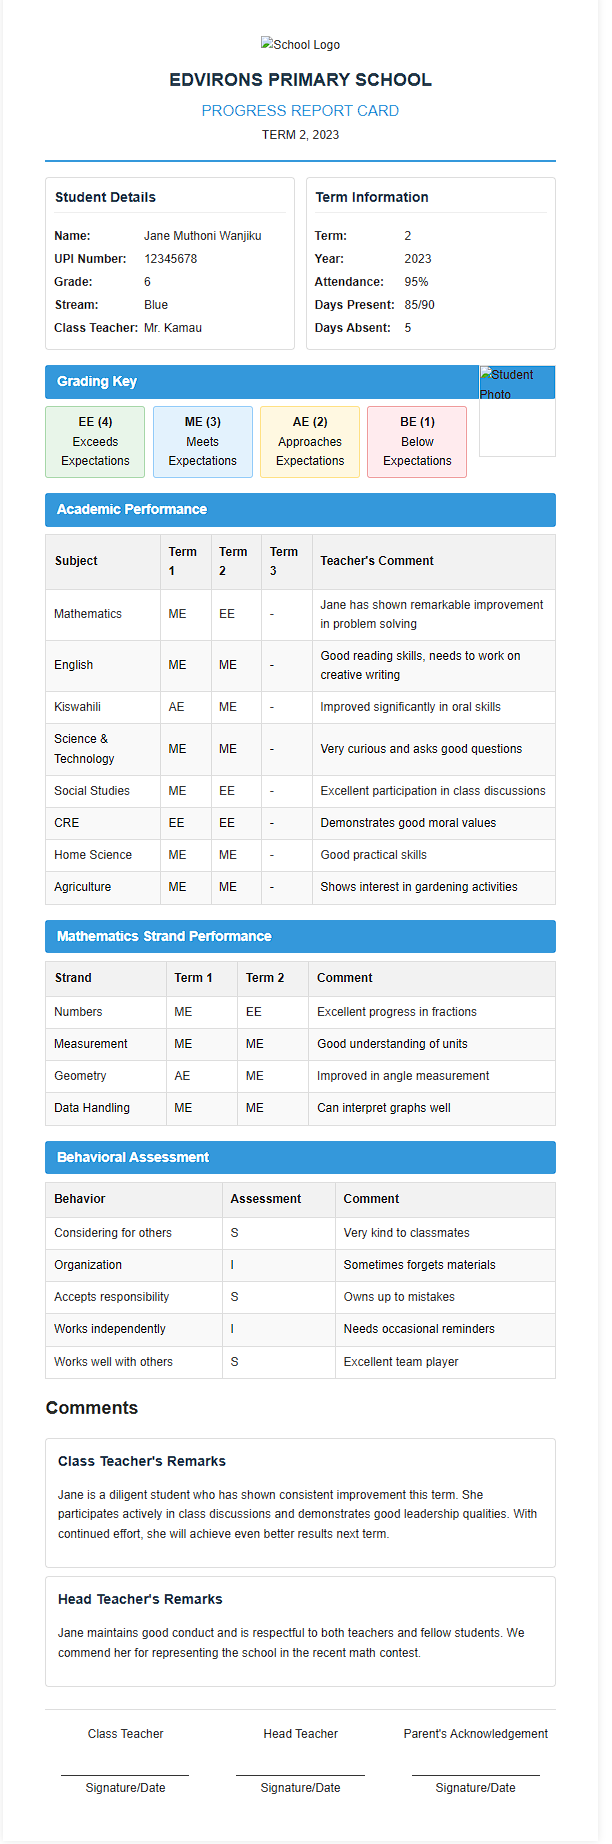 School Logo
EDVIRONS PRIMARY SCHOOL
PROGRESS REPORT CARD
TERM 2, 2023
Student Details
Name: Jane Muthoni Wanjiku
UPI Number: 12345678
Grade: 6
Stream: Blue
Class Teacher: Mr. Kamau
Term Information
Term: 2
Year: 2023
Attendance: 95%
Days Present: 85/90
Days Absent: 5
Grading Key
Student
Photo
EE (4)
Exceeds
Expectations
ME (3)
Meets
Expectations
AE (2)
Approaches
Expectations
BE (1)
Below
Expectations
Academic Performance
Subject Term 1 Term 2 Term 3 Teacher's Comment
Mathematics ME EE - Jane has shown remarkable improvement
in problem solving
English ME ME - Good reading skills, needs to work on
creative writing
Kiswahili AE ME - Improved significantly in oral skills
Science &
Technology ME ME - Very curious and asks good questions
Social Studies ME EE - Excellent participation in class discussions
CRE EE EE - Demonstrates good moral values
Home Science ME ME - Good practical skills
Agriculture ME ME - Shows interest in gardening activities
Mathematics Strand Performance
Strand Term 1 Term 2 Comment
Numbers ME EE Excellent progress in fractions
Measurement ME ME Good understanding of units
Geometry AE ME Improved in angle measurement
Data Handling ME ME Can interpret graphs well
Behavioral Assessment
Behavior Assessment Comment
Considering for others S Very kind to classmates
Organization I Sometimes forgets materials
Accepts responsibility S Owns up to mistakes
Works independently I Needs occasional reminders
Works well with others S Excellent team player
Comments
Class Teacher's Remarks
Jane is a diligent student who has shown consistent improvement this term. She
participates actively in class discussions and demonstrates good leadership qualities. With
continued effort, she will achieve even better results next term.
Head Teacher's Remarks
Jane maintains good conduct and is respectful to both teachers and fellow students. We
commend her for representing the school in the recent math contest.
Class Teacher Head Teacher Parent's Acknowledgement
Signature/Date Signature/Date Signature/Date